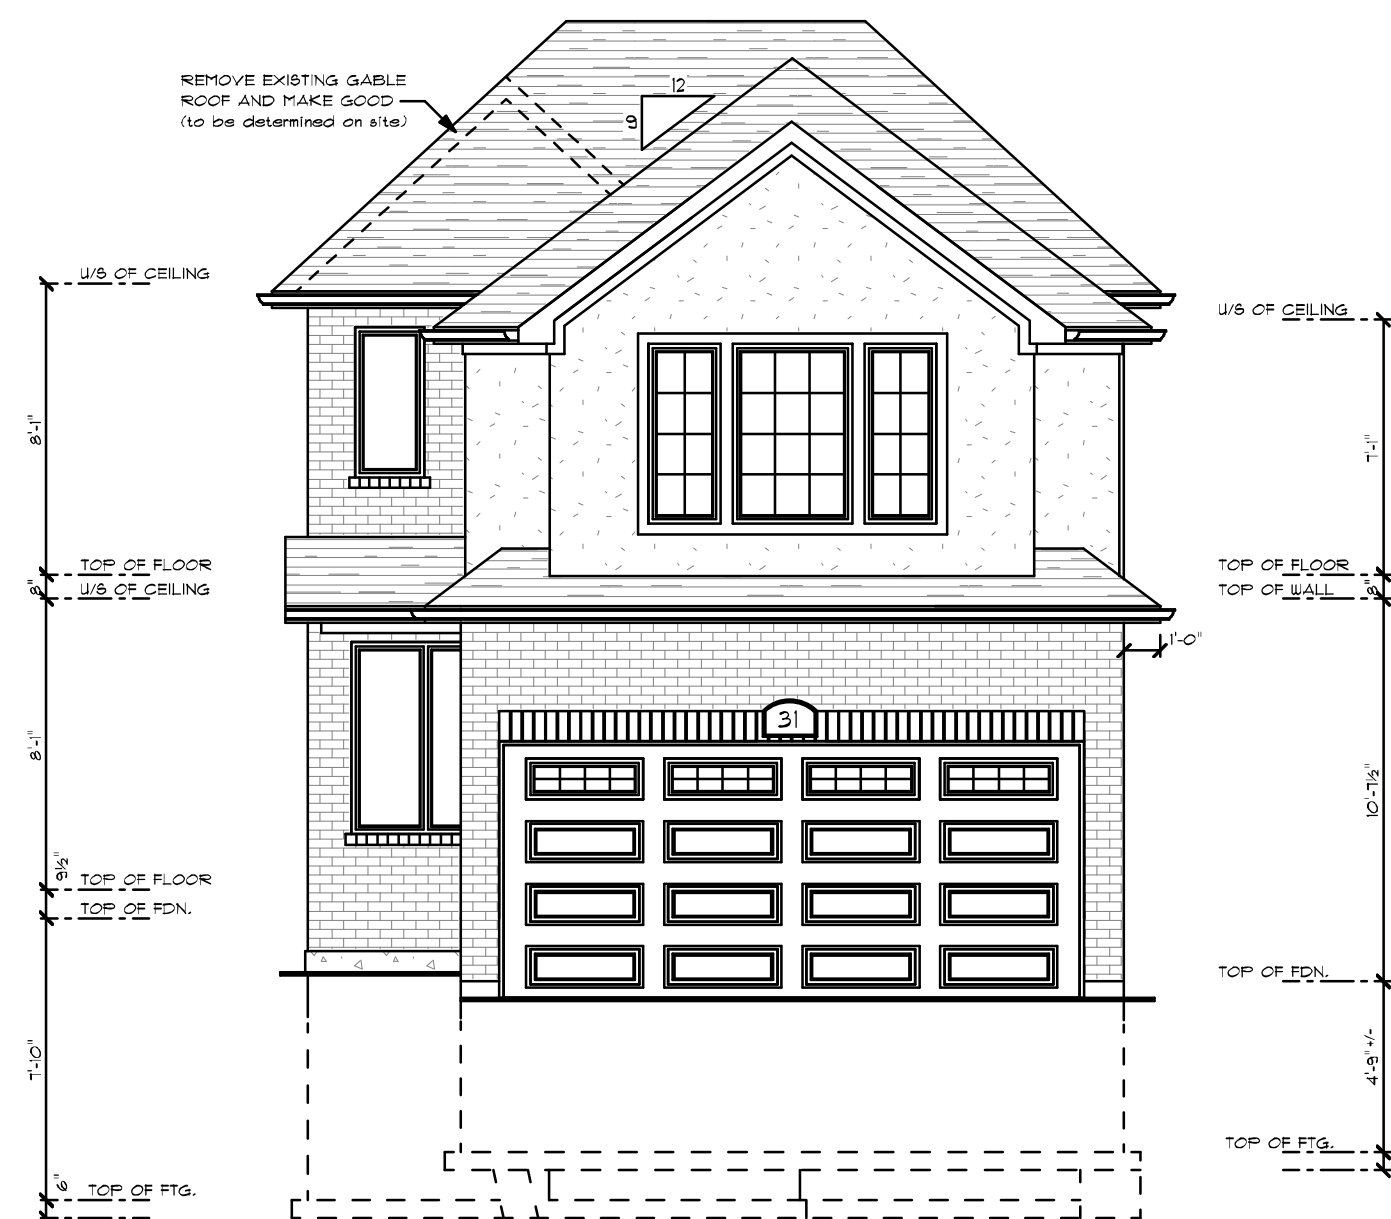 REMOVE EXISTING GABLE
ROOF AND MAKE GOOD
(to be determined on site)
12
9
U/S OF CEILING
8'-1"
TOP OF FLOOR
8"
U/S OF CEILING
8'-1"
9½"
TOP OF FLOOR
TOP OF FDN.
7'-10"
6"
TOP OF FTG.
31
U/S OF CEILING
7'-1"
TOP OF FLOOR
8"
TOP OF WALL
1'-0"
10'-7½"
TOP OF FDN.
4'-9"+/-
TOP OF FTG.